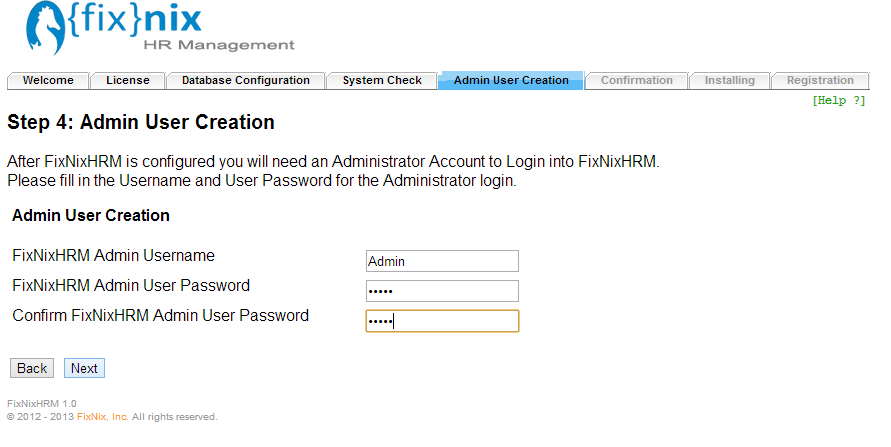 {fix}nix
HR Management
Welcome License Database Configuration System Check Admin User Creation Confirmation Installing Registration
[Help ?]
Step 4: Admin User Creation
After FixNixHRM is configured you will need an Administrator Account to Login into FixNixHRM.
Please fill in the Username and User Password for the Administrator login.
Admin User Creation
FixNixHRM Admin Username Admin
FixNixHRM Admin User Password •••••
Confirm FixNixHRM Admin User Password •••••
Back Next
FixNixHRM 1.0
© 2012 - 2013 FixNix, Inc. All rights reserved.